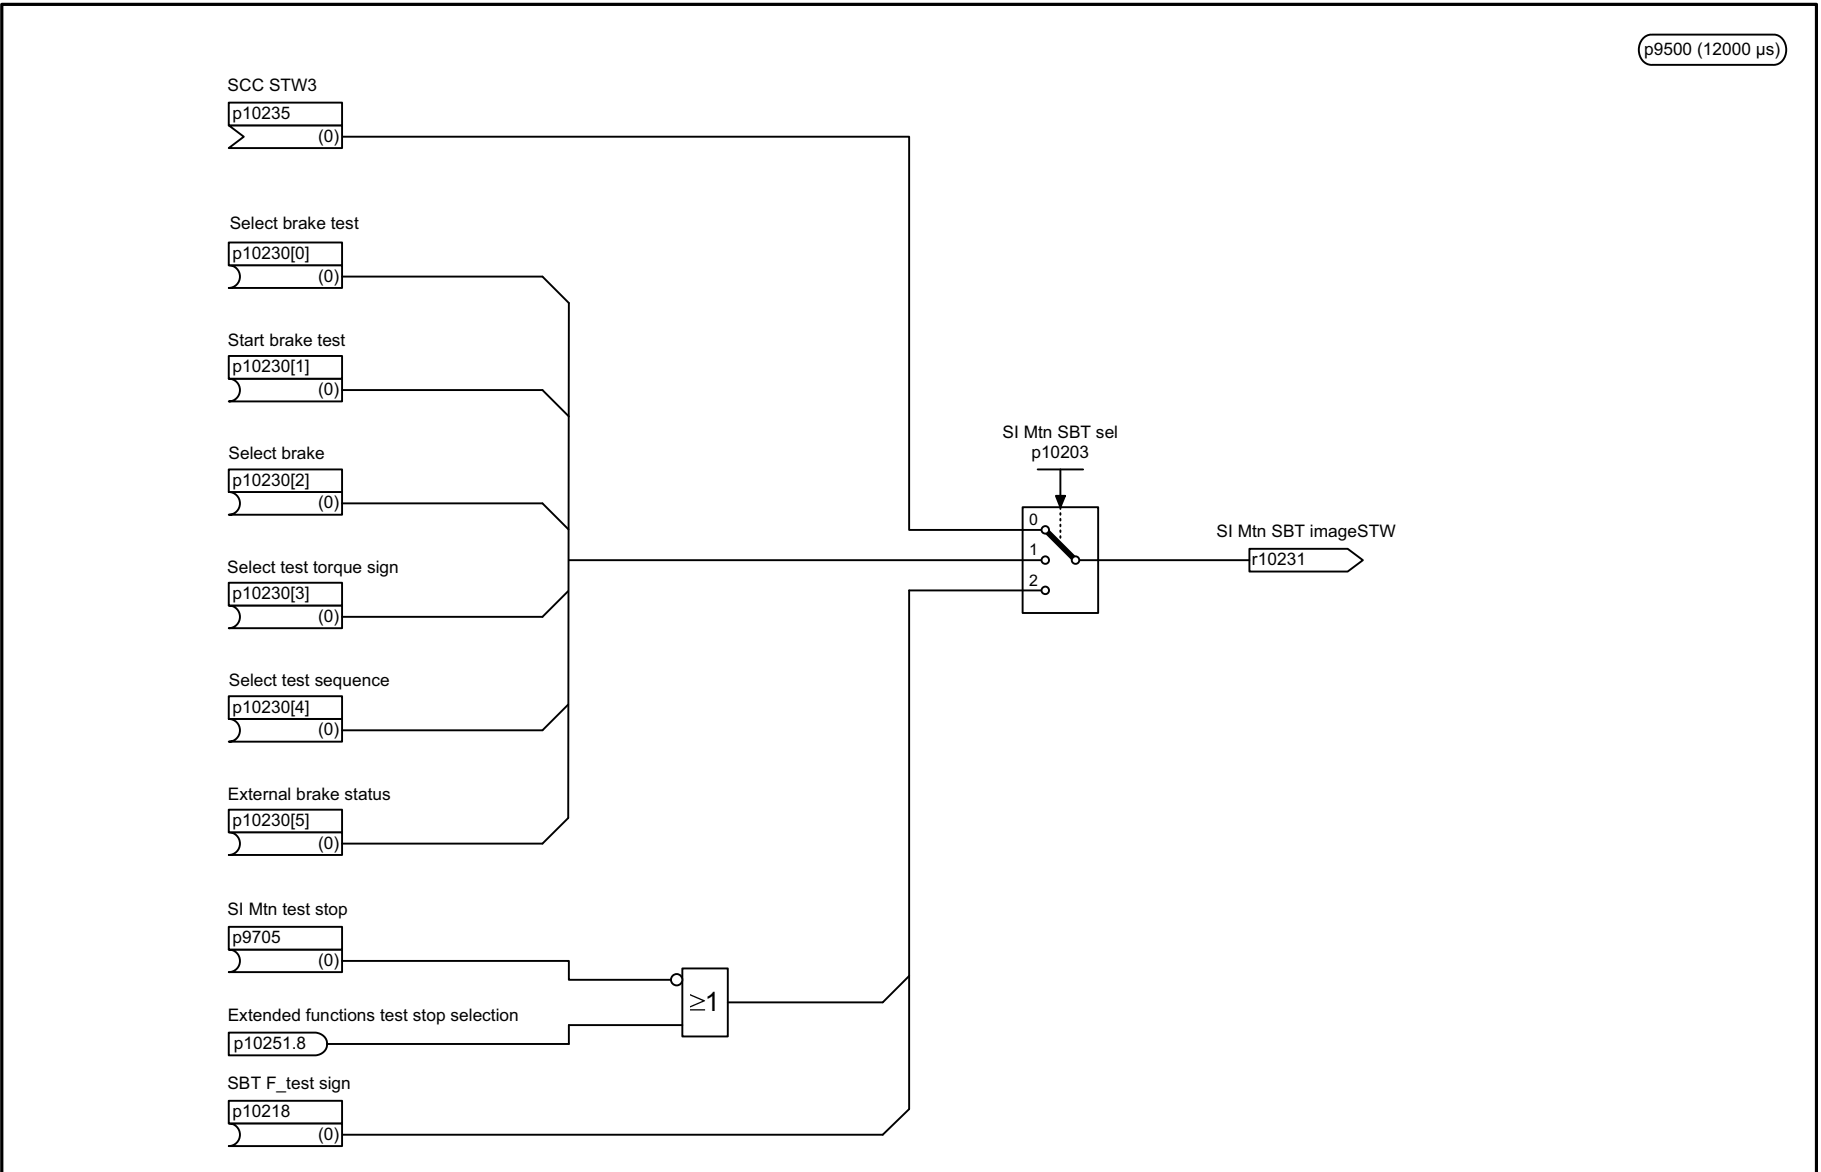 p9500 (12000 µs)
SCC STW3
p10235
(0)
Select brake test
p10230[0]
(0)
Start brake test
p10230[1]
(0)
Select brake
p10230[2]
(0)
Select test torque sign
p10230[3]
(0)
Select test sequence
p10230[4]
(0)
External brake status
p10230[5]
(0)
SI Mtn test stop
p9705
(0)
Extended functions test stop selection
p10251.8
SBT F_test sign
p10218
(0)
≥1
SI Mtn SBT sel
p10203
0
1
2
SI Mtn SBT imageSTW
r10231